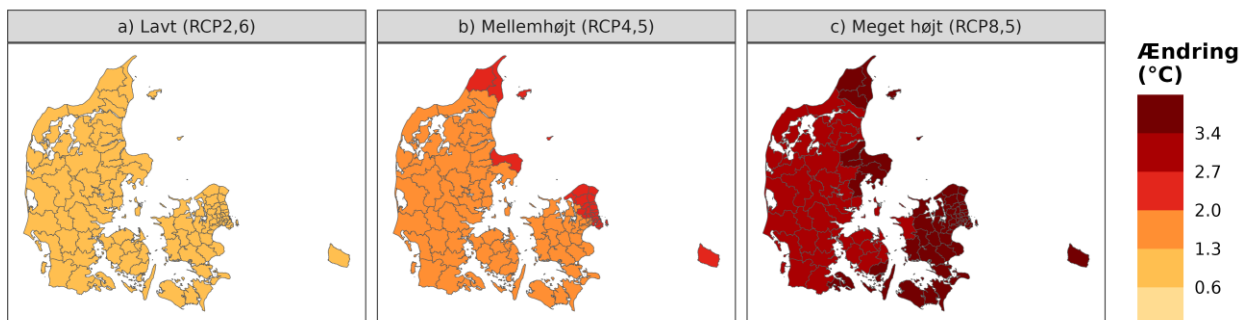 a) Lavt (RCP2,6)
b) Mellemhøjt (RCP4,5)
c) Meget højt (RCP8,5)
Ændring
(°C)
3.4
2.7
2.0
1.3
0.6